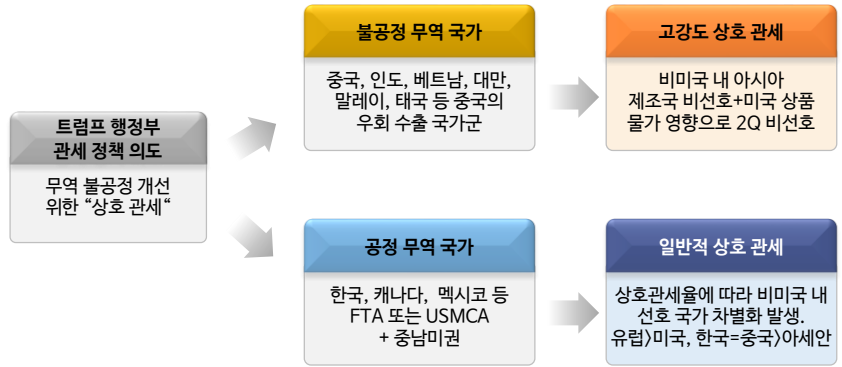 트럼프 행정부
관세 정책 의도
무역 불공정 개선
위한 “상호 관세“
불공정 무역 국가
중국, 인도, 베트남, 대만,
말레이, 태국 등 중국의
우회 수출 국가군
고강도 상호 관세
비미국 내 아시아
제조국 비선호+미국 상품
물가 영향으로 2Q 비선호
공정 무역 국가
한국, 캐나다, 멕시코 등
FTA 또는 USMCA
+ 중남미권
일반적 상호 관세
상호관세율에 따라 비미국 내
선호 국가 차별화 발생.
유럽>미국, 한국=중국>아세안